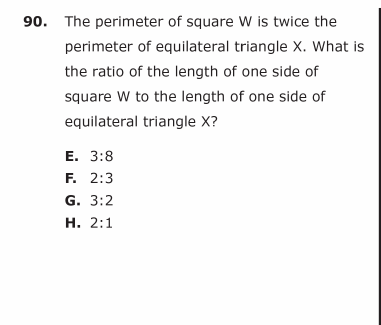 90. The perimeter of square W is twice the
perimeter of equilateral triangle X. What is
the ratio of the length of one side of
square W to the length of one side of
equilateral triangle X?
E. 3:8
F. 2:3
G. 3:2
H. 2:1